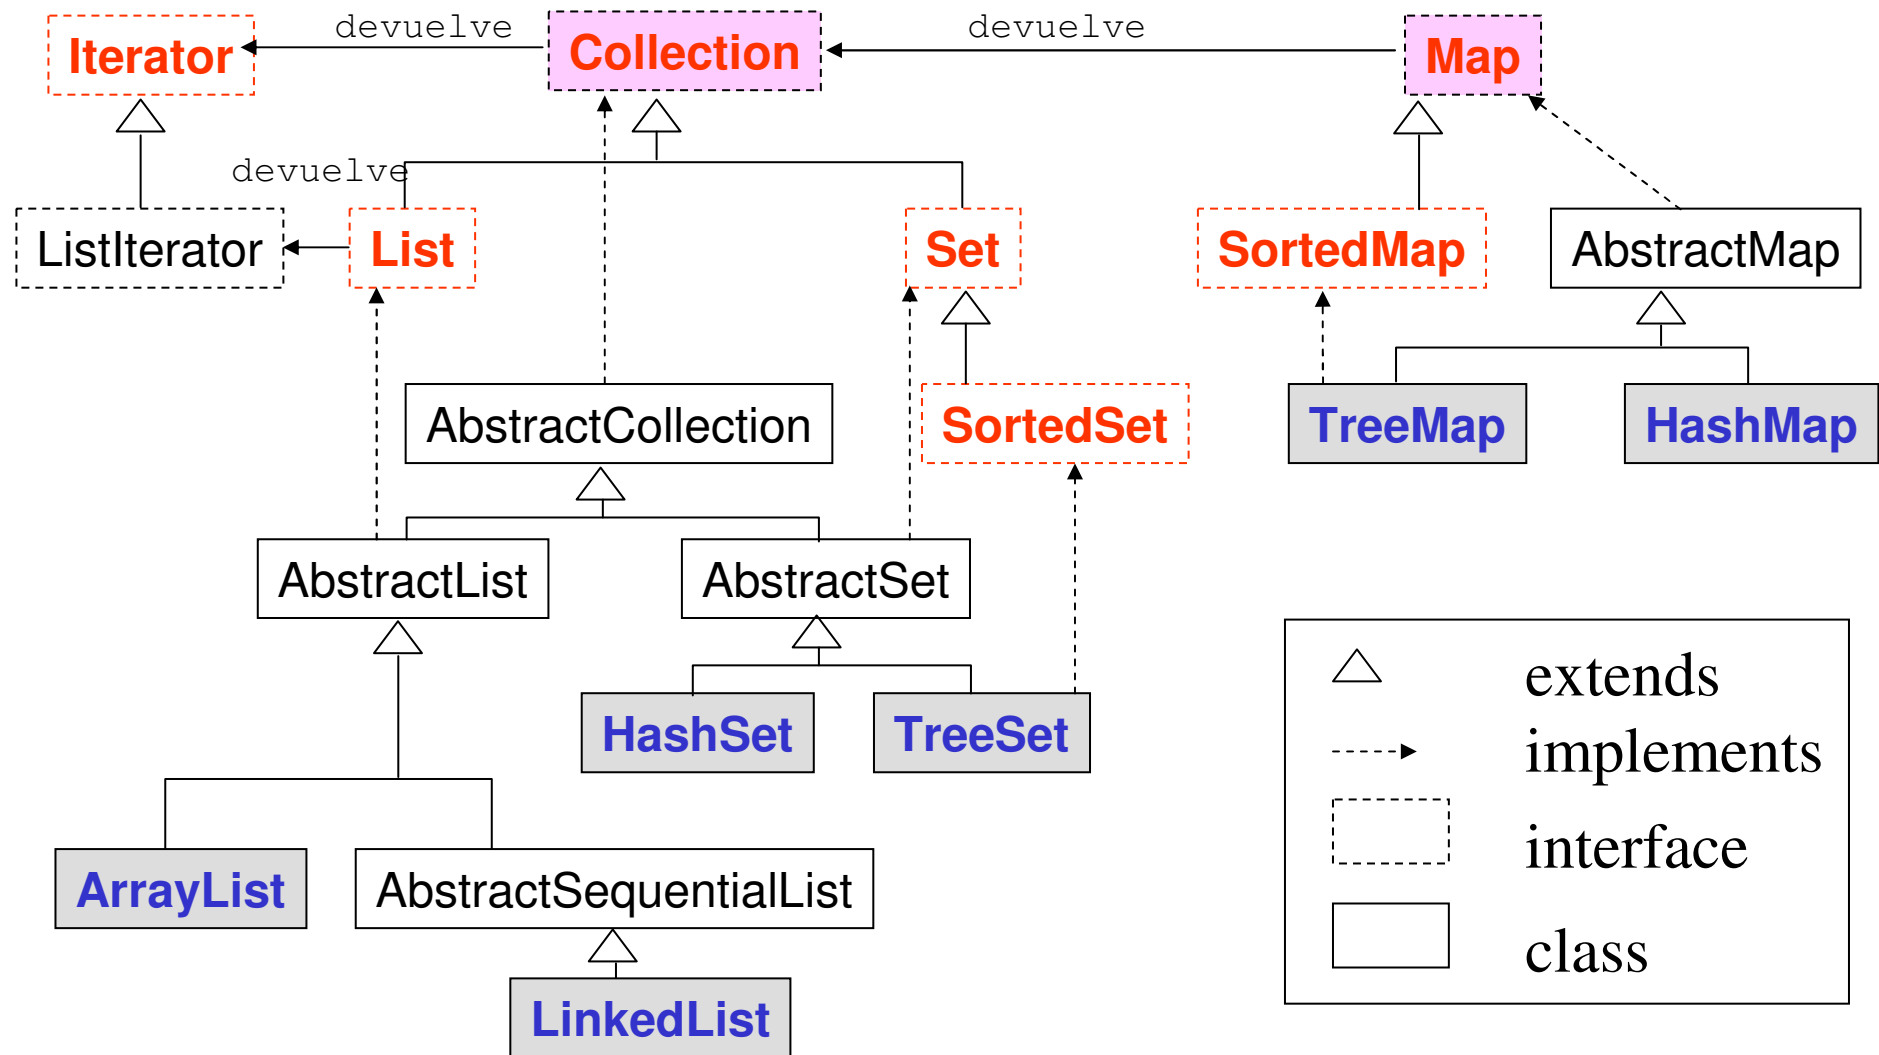 Iterator
devuelve
Collection
devuelve
Map
devuelve
ListIterator
List
Set
SortedMap
AbstractMap
AbstractCollection
SortedSet
TreeMap
HashMap
AbstractList
AbstractSet
HashSet
TreeSet
ArrayList
AbstractSequentialList
LinkedList
extends
implements
interface
class